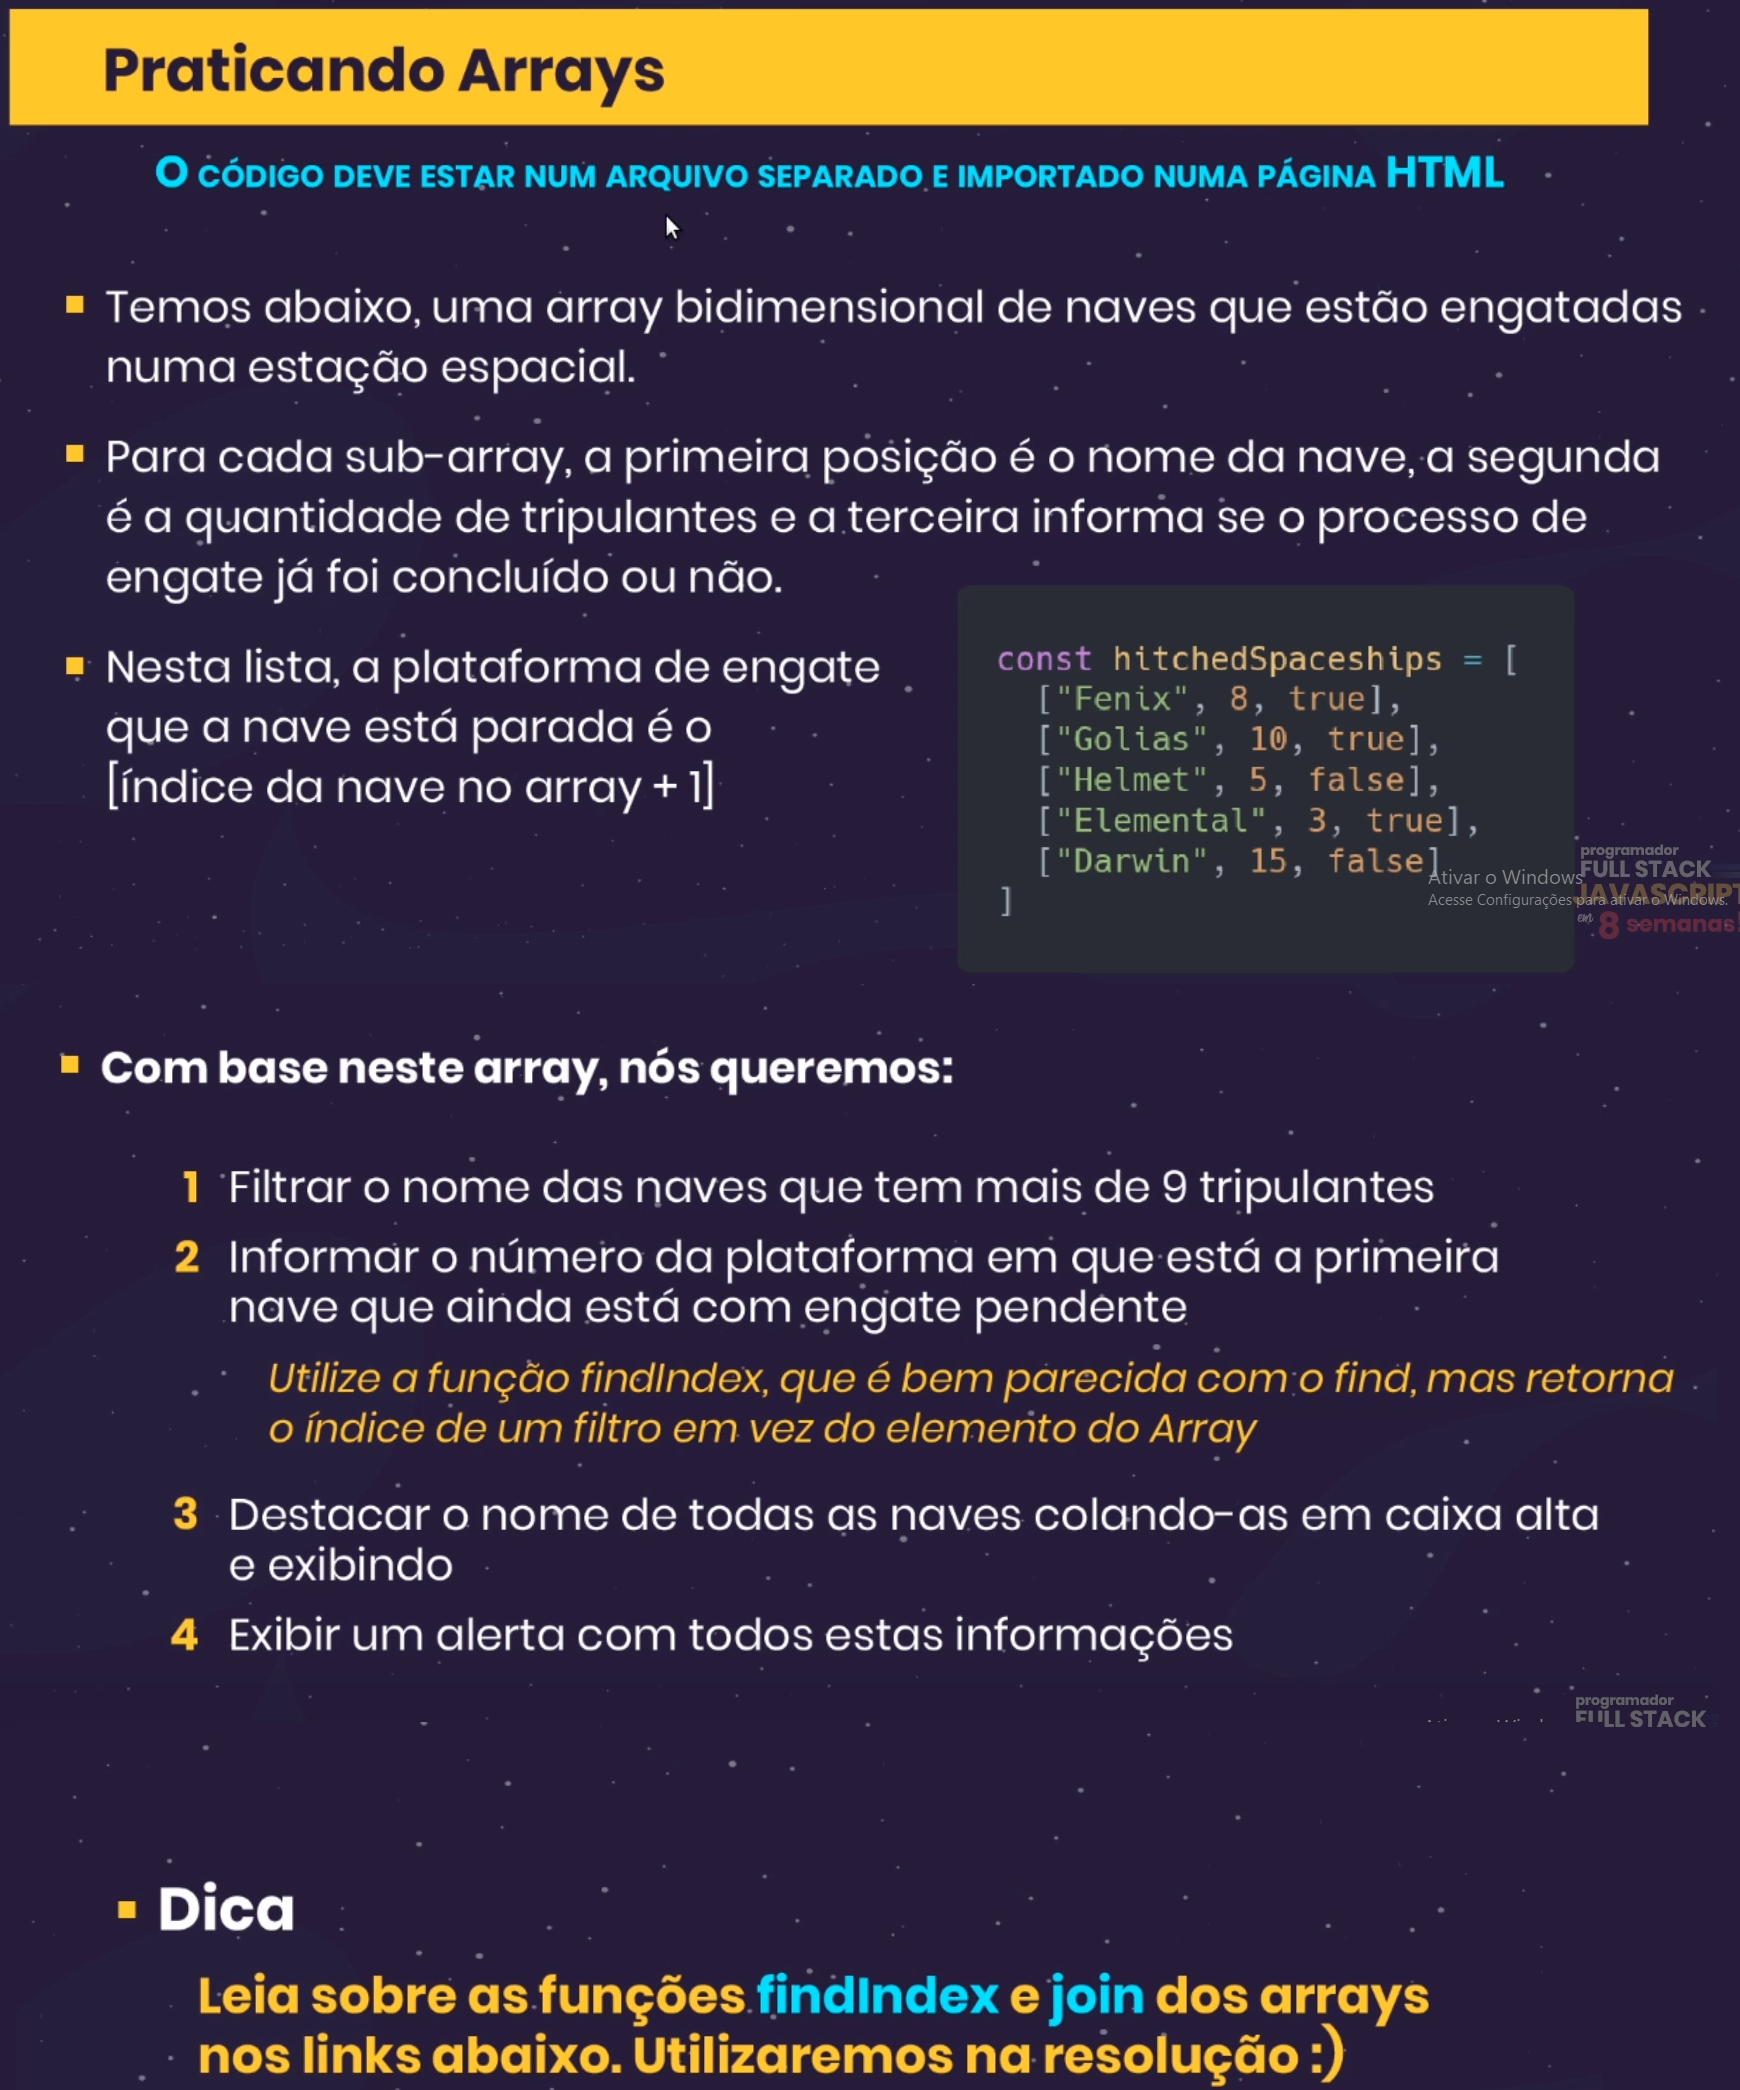 Praticando Arrays
O CÓDIGO DEVE ESTAR NUM ARQUIVO SEPARADO E IMPORTADO NUMA PÁGINA HTML
Temos abaixo, uma array bidimensional de naves que estão engatadas
numa estação espacial.
Para cada sub-array, a primeira posição é o nome da nave, a segunda
é a quantidade de tripulantes e a terceira informa se o processo de
engate já foi concluído ou não.
Nesta lista, a plataforma de engate
que a nave está parada é o
[índice da nave no array + 1]
const hitchedSpaceships = [
["Fenix", 8, true],
["Golias", 10, true],
["Helmet", 5, false],
["Elemental", 3, true],
["Darwin", 15, false]
]
Ativar o Windows
Acesse Configurações para ativar o Windows.
programador
FULL STACK
JAVASCRIPT
em 8 semanas
Com base neste array, nós queremos:
1 Filtrar o nome das naves que tem mais de 9 tripulantes
2 Informar o número da plataforma em que está a primeira
nave que ainda está com engate pendente
Utilize a função findIndex, que é bem parecida com o find, mas retorna
o índice de um filtro em vez do elemento do Array
3 Destacar o nome de todas as naves colando-as em caixa alta
e exibindo
4 Exibir um alerta com todos estas informações
programador
FULL STACK
Dica
Leia sobre as funções findIndex e join dos arrays
nos links abaixo. Utilizaremos na resolução :)